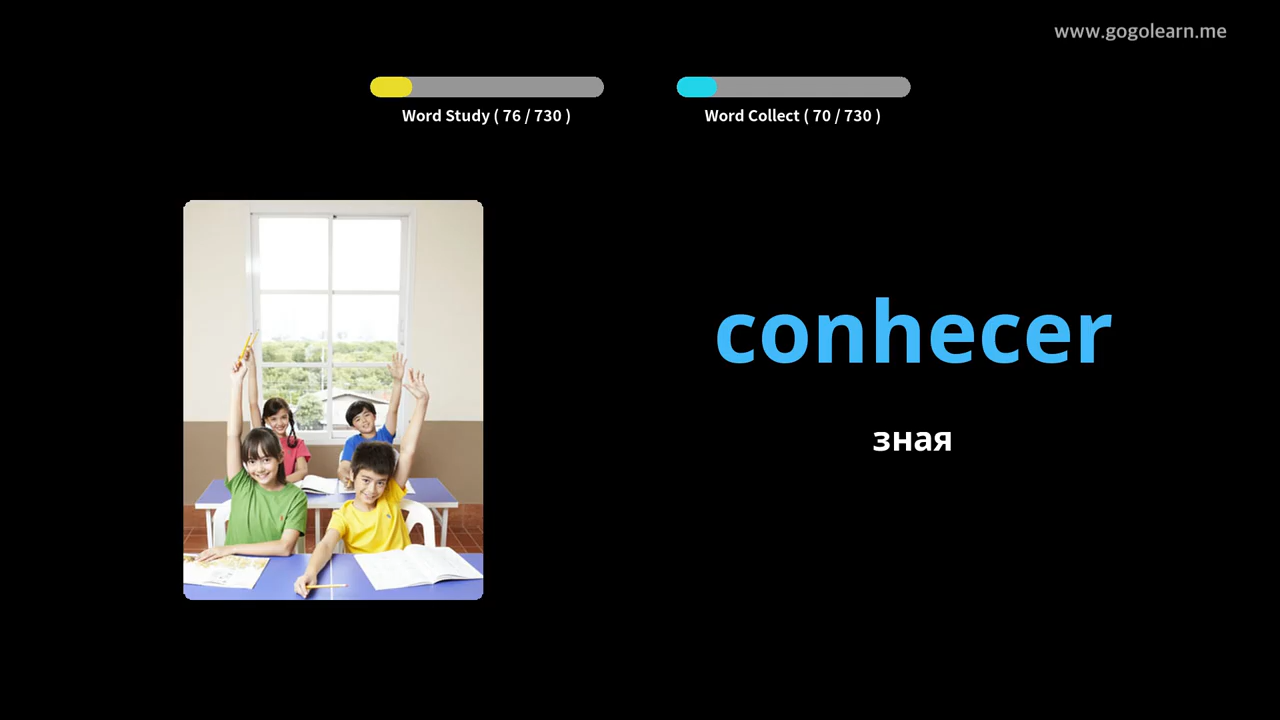 www.gogolearn.me
Word Study ( 76 / 730 )
Word Collect ( 70 / 730 )
conhecer
зная